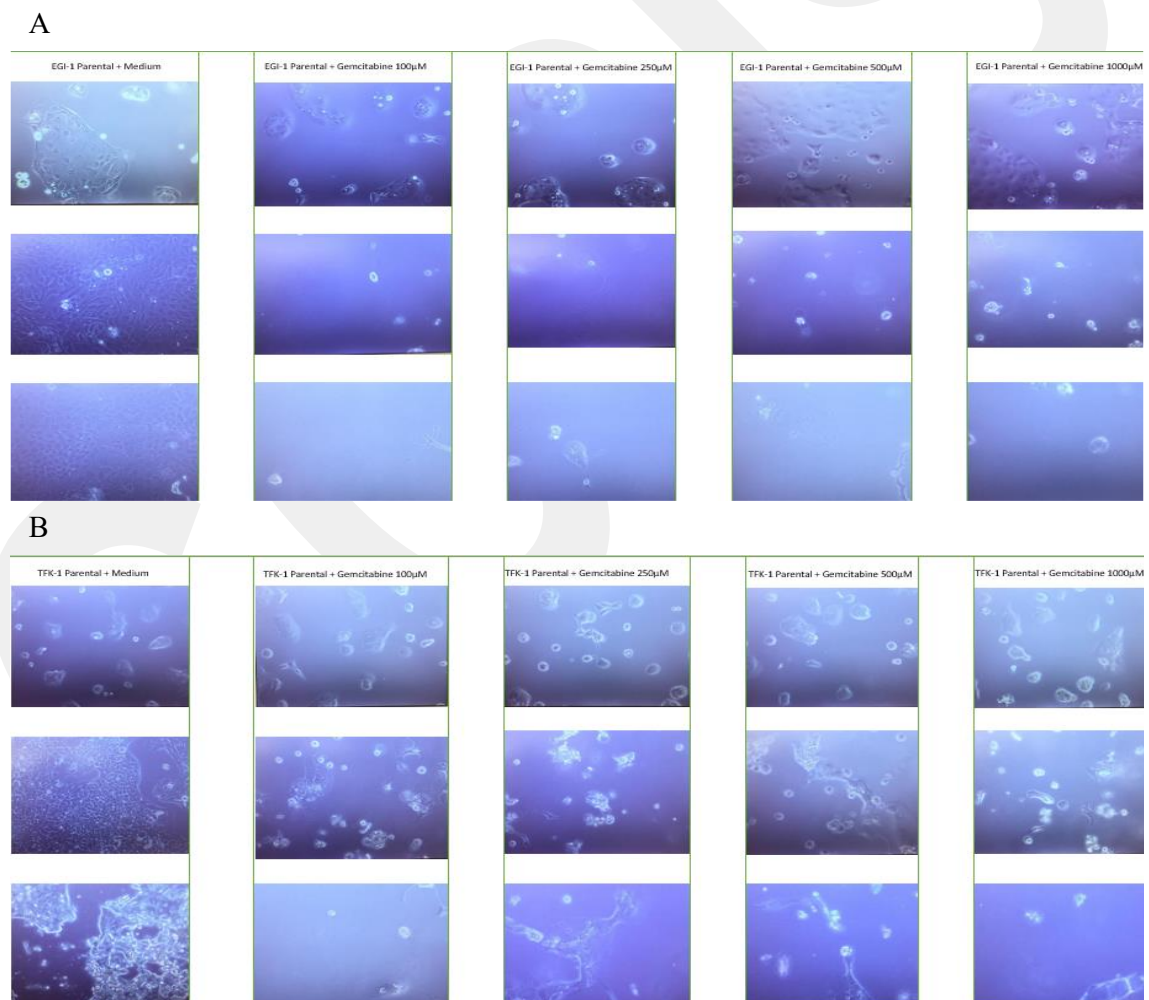 A
EGI-1 Parental + Medium
EGI-1 Parental + Gemcitabine 100μM
EGI-1 Parental + Gemcitabine 250μM
EGI-1 Parental + Gemcitabine 500μM
EGI-1 Parental + Gemcitabine 1000μM
B
TFK-1 Parental + Medium
TFK-1 Parental + Gemcitabine 100μM
TFK-1 Parental + Gemcitabine 250μM
TFK-1 Parental + Gemcitabine 500μM
TFK-1 Parental + Gemcitabine 1000μM